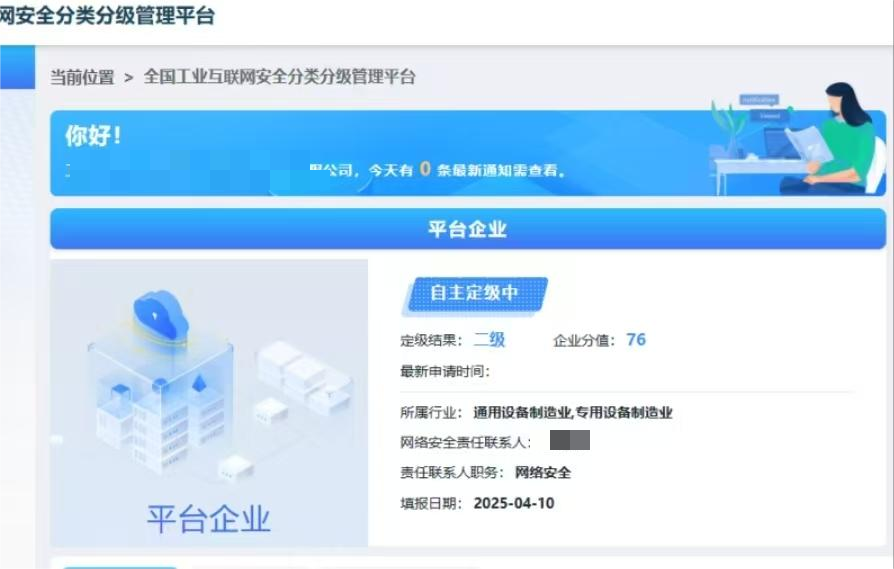 网安全分类分级管理平台
当前位置 > 全国工业互联网安全分类分级管理平台
你好！
限公司，今天有 0 条最新通知需查看。
平台企业
自主定级中
定级结果： 二级 企业分值： 76
最新申请时间：
所属行业： 通用设备制造业,专用设备制造业
网络安全责任联系人：
责任联系人职务： 网络安全
填报日期： 2025-04-10
平台企业